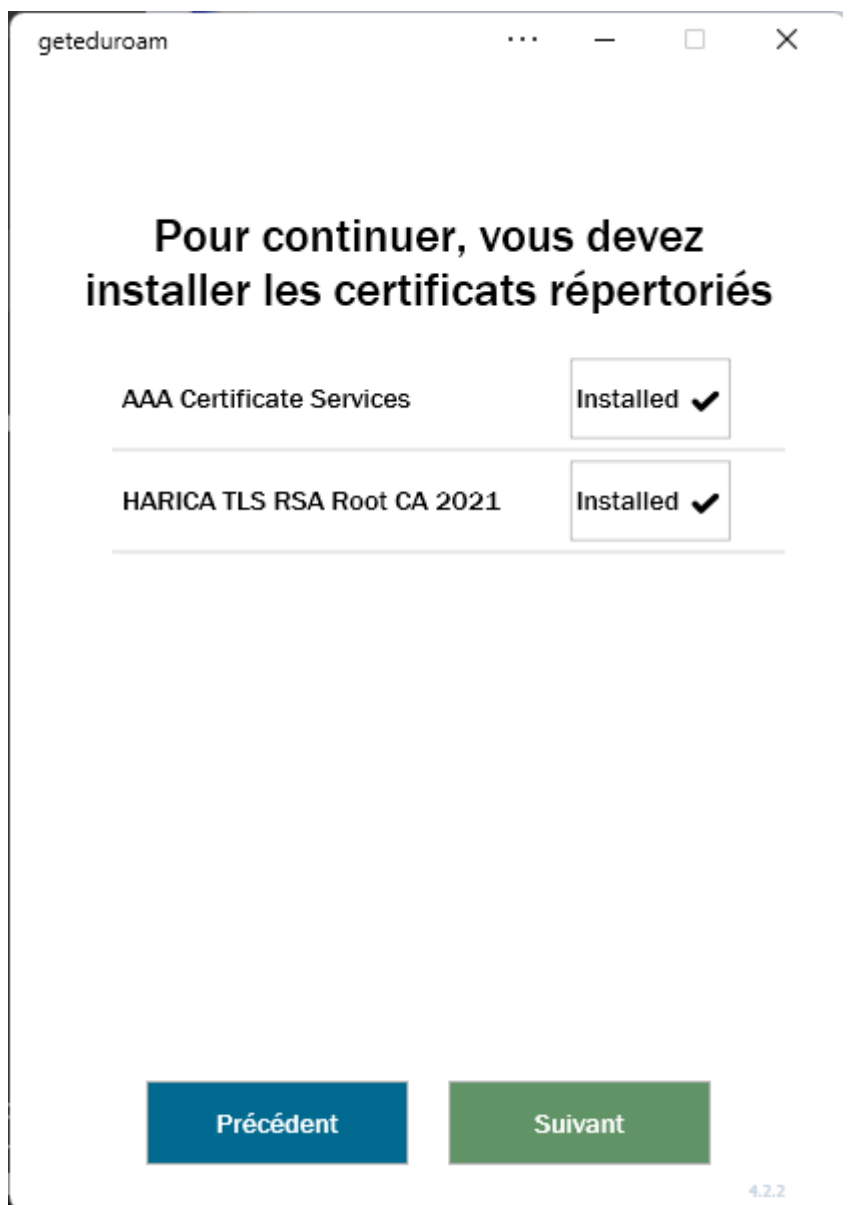 geteduroam
Pour continuer, vous devez
installer les certificats répertoriés
AAA Certificate Services
Installed ✔
HARICA TLS RSA Root CA 2021
Installed ✔
Précédent
Suivant
4.2.2